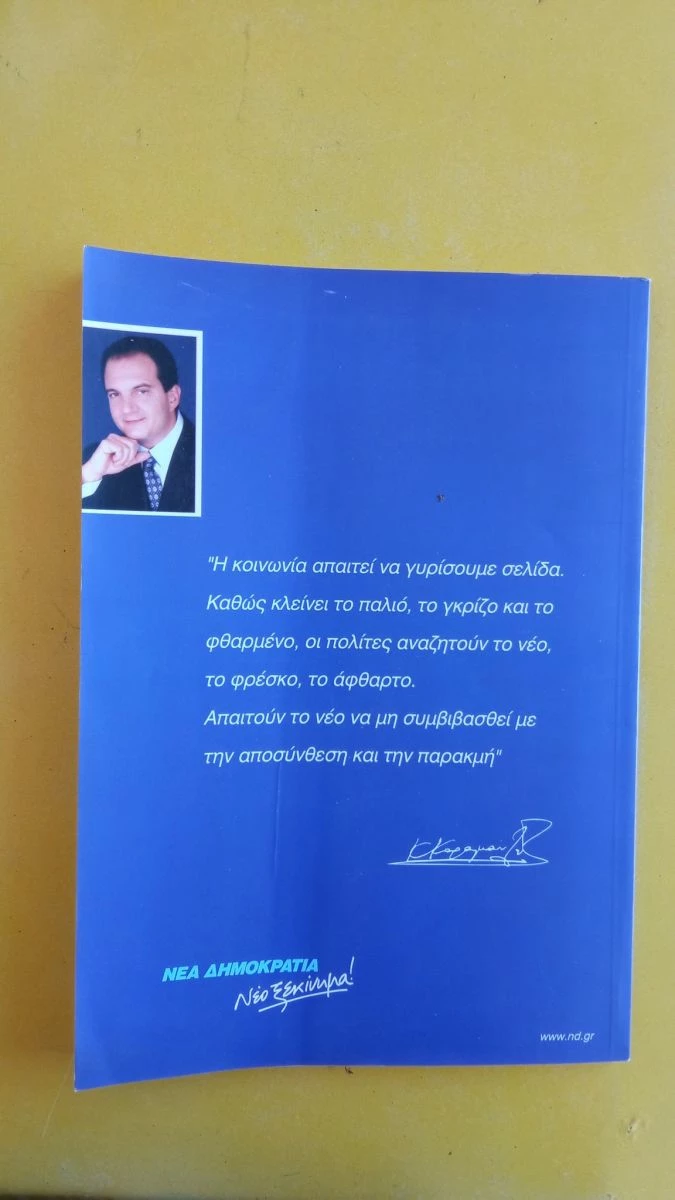 "Η κοινωνία απαιτεί να γυρίσουμε σελίδα.
Καθώς κλείνει το παλιό, το γκρίζο και το
φθαρμένο, οι πολίτες αναζητούν το νέο,
το φρέσκο, το άφθαρτο.
Απαιτούν το νέο να μη συμβιβασθεί με
την αποσύνθεση και την παρακμή"
ΝΕΑ ΔΗΜΟΚΡΑΤΙΑ
Νέο ξεκίνημα!
www.nd.gr